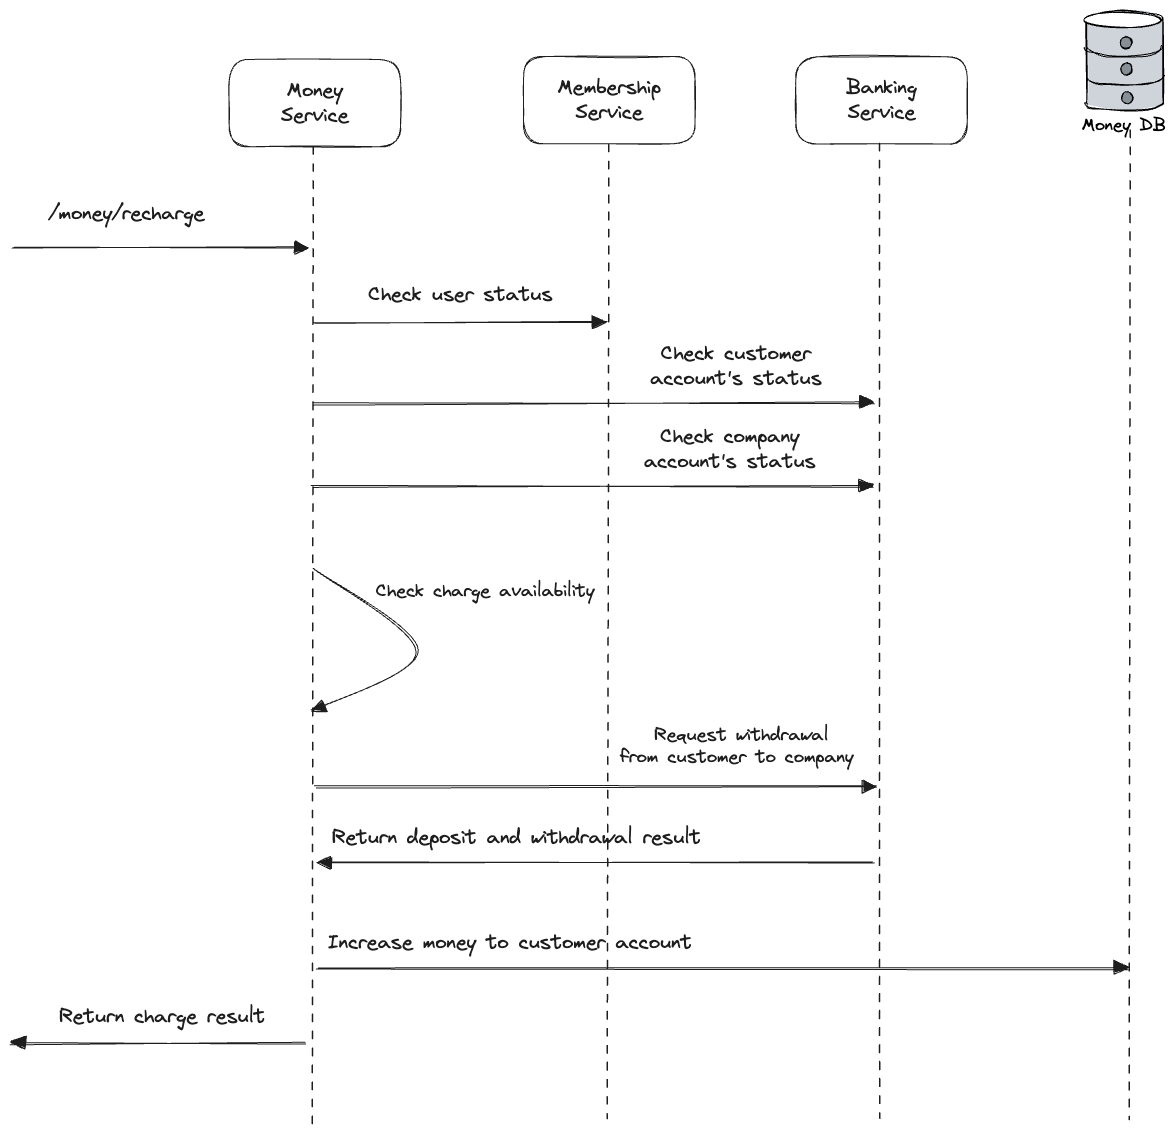 Money
Service
Membership
Service
Banking
Service
Money DB
/money/recharge
Check user status
Check customer
account's status
Check company
account's status
Check charge availability
Request withdrawal
from customer to company
Return deposit and withdrawal result
Increase money to customer account
Return charge result